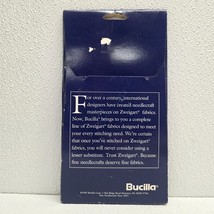 For over a century international
designers have created needlecraft
masterpieces on Zweigart® fabrics.
Now, Bucilla® brings to you a complete
line of Zweigart® fabrics designed to meet
your every stitching need. We're certain
that once you've stitched on Zweigart®
fabrics, you will never consider using a
lesser substitute. Trust Zweigart®. Because
fine needlecrafts deserve fine fabrics.
Bucilla®